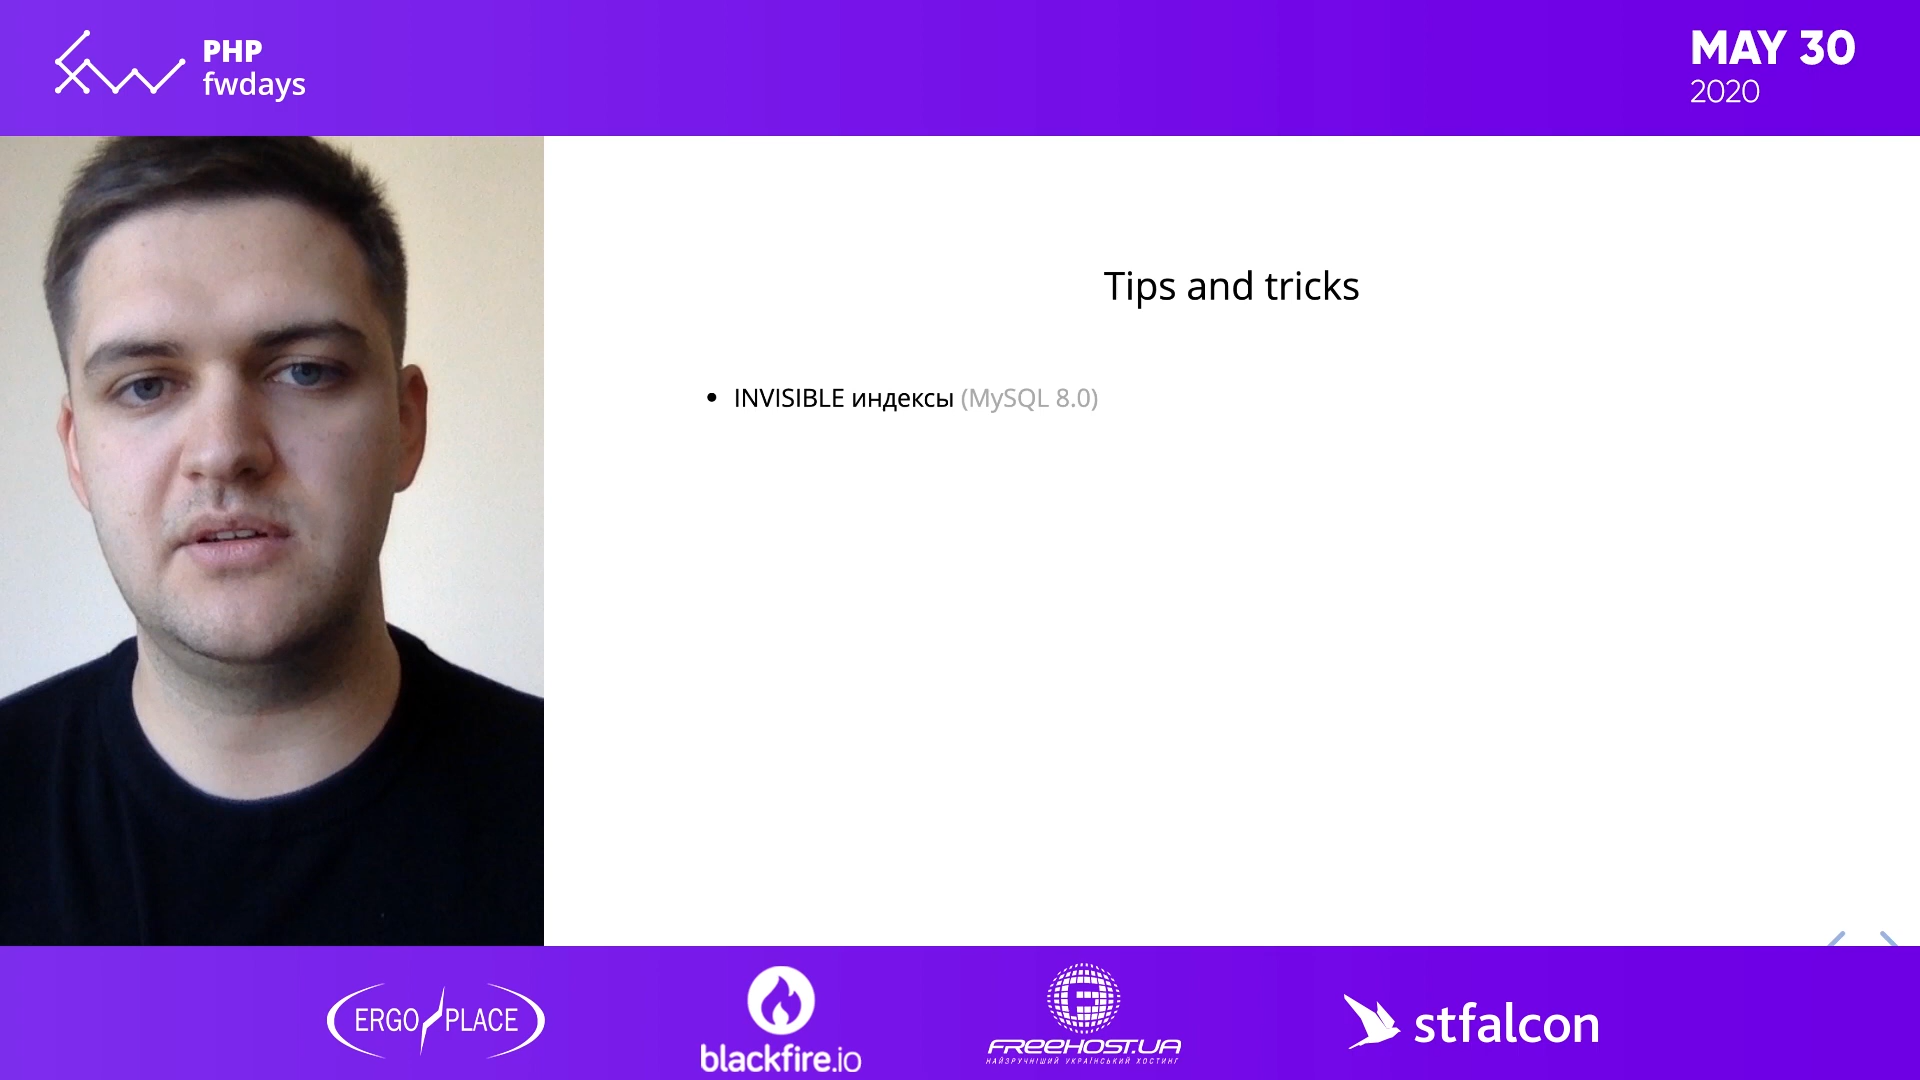 PHP
fwdays
MAY 30
2020
Tips and tricks
• INVISIBLE индексы (MySQL 8.0)
ERGO PLACE
blackfire.io
FREEHOST.UA
НАЙЗРУЧНІШИЙ УКРАЇНСЬКИЙ ХОСТИНГ
stfalcon